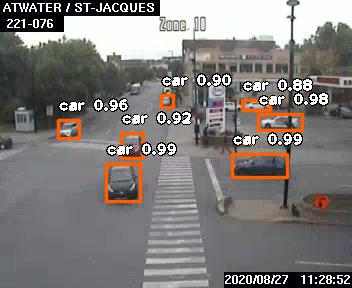 ATWATER / ST-JACQUES
221-076
Zone 10
car 0.90
car 0.88
car 0.96
car 0.98
car 0.92
car 0.99
car 0.99
2020/08/27 11:28:52